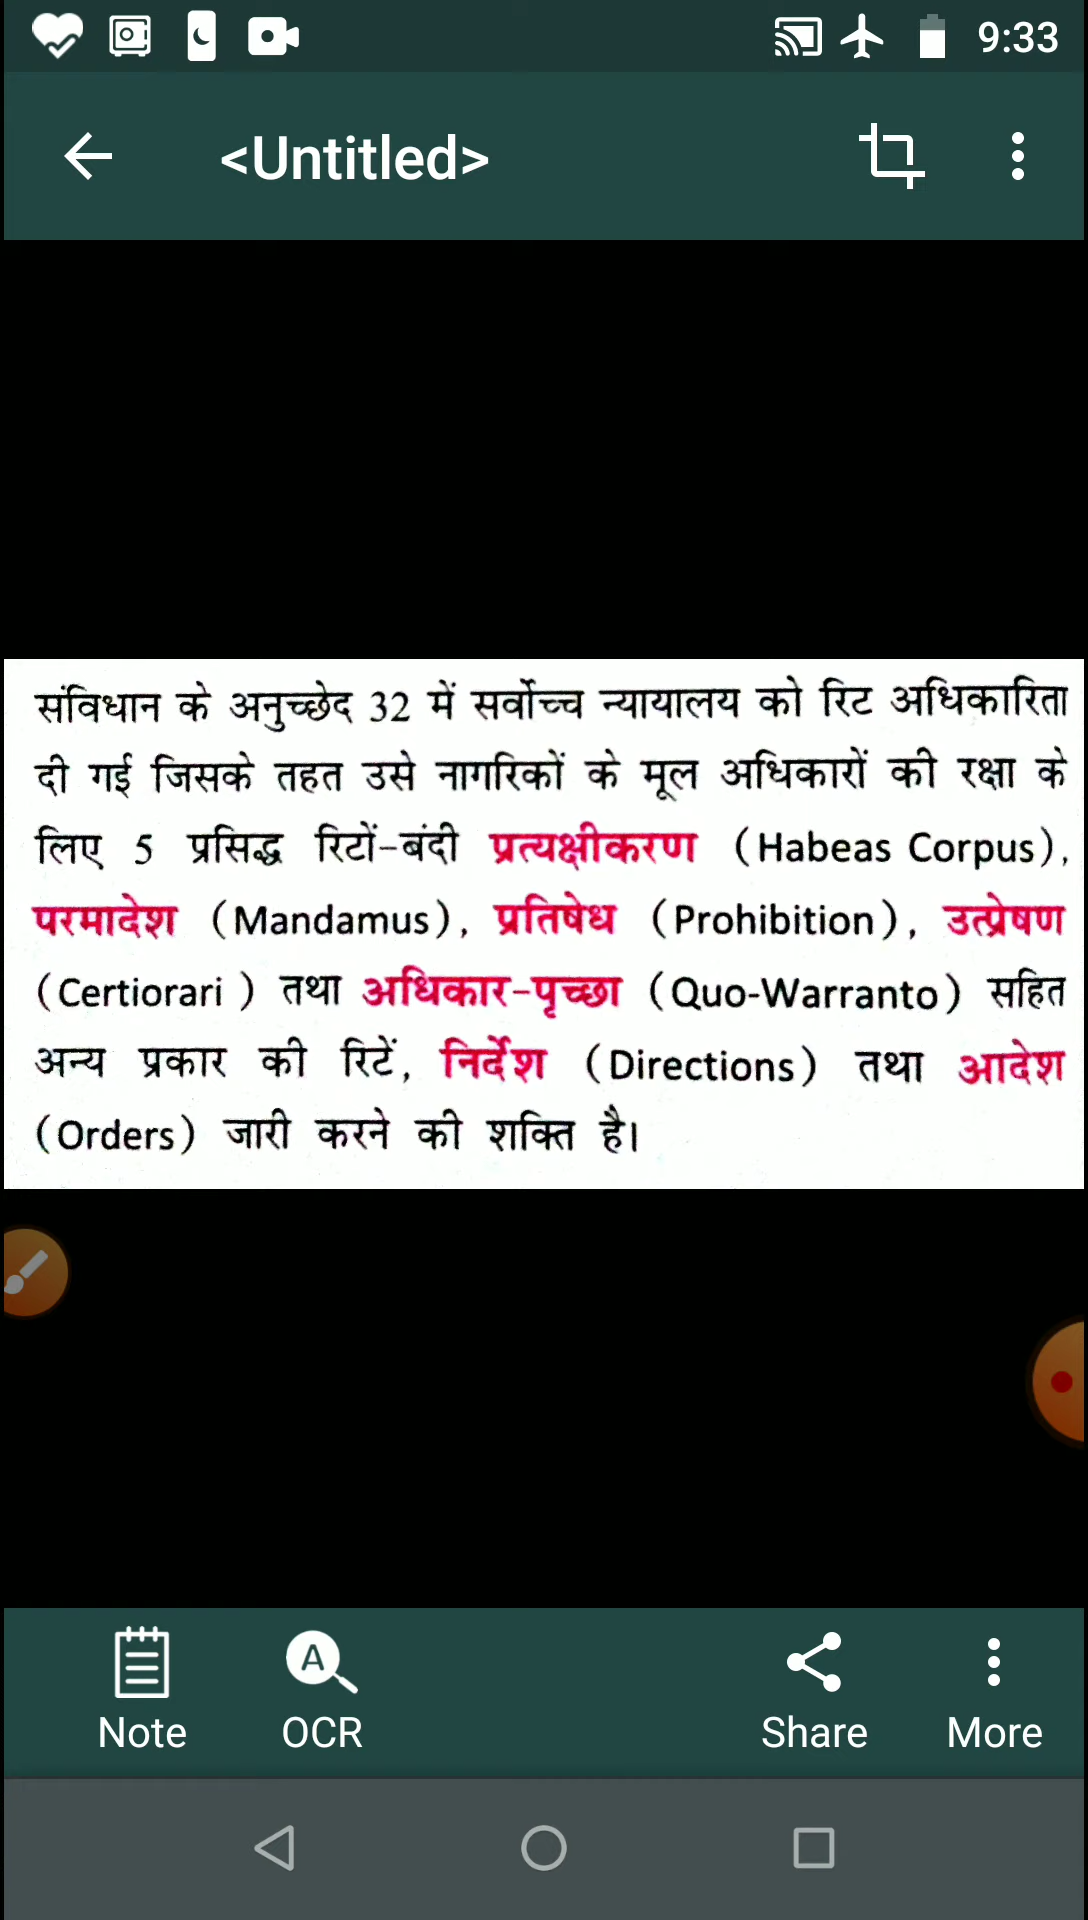 9:33
<Untitled>
संविधान के अनुच्छेद 32 में सर्वोच्च न्यायालय को रिट अधिकारिता
दी गई जिसके तहत उसे नागरिकों के मूल अधिकारों की रक्षा के
लिए 5 प्रसिद्ध रिटों-बंदी प्रत्यक्षीकरण (Habeas Corpus),
परमादेश (Mandamus), प्रतिषेध (Prohibition), उत्प्रेषण
(Certiorari ) तथा अधिकार-पृच्छा (Quo-Warranto) सहित
अन्य प्रकार की रिटें, निर्देश (Directions) तथा आदेश
(Orders) जारी करने की शक्ति है।
A
Note OCR Share More